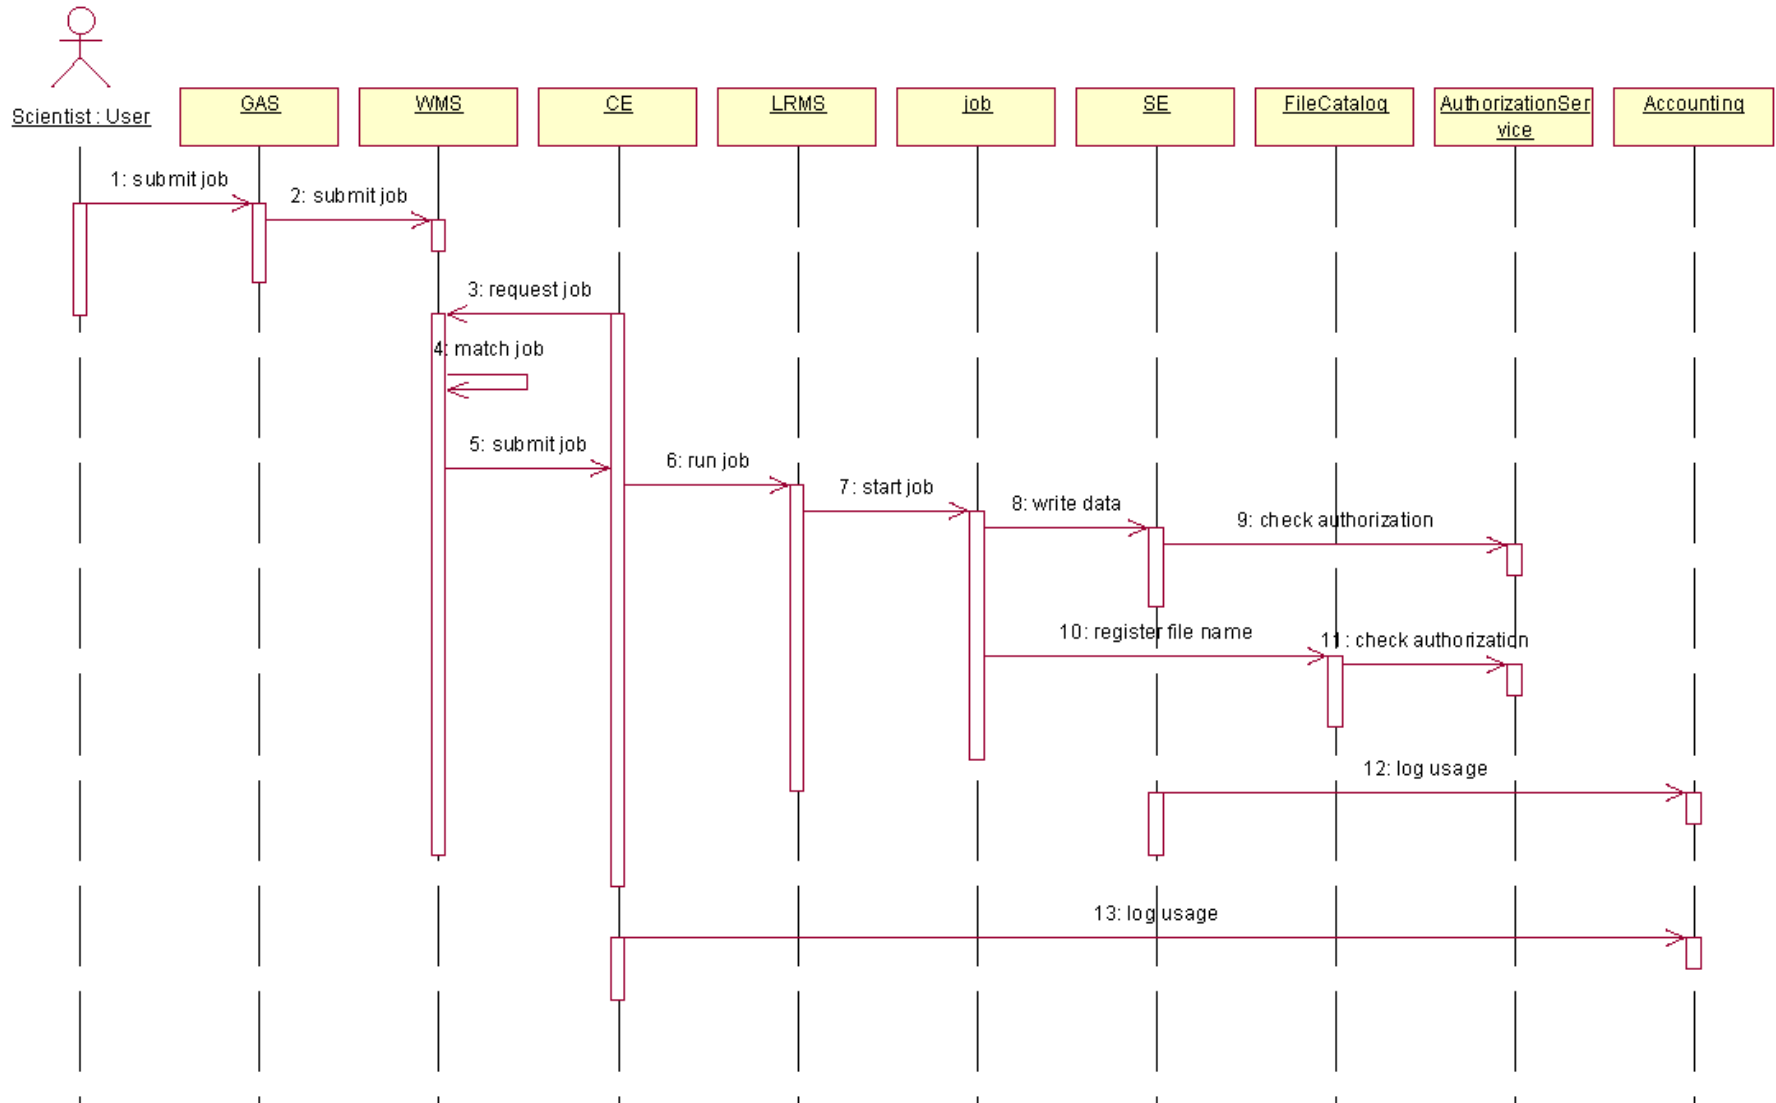 Scientist : User
GAS
WMS
CE
LRMS
job
SE
FileCatalog
AuthorizationSer
vice
Accounting
1: submit job
2: submit job
3: request job
4: match job
5: submit job
6: run job
7: start job
8: write data
9: check authorization
10: register file name
11: check authorization
12: log usage
13: log usage